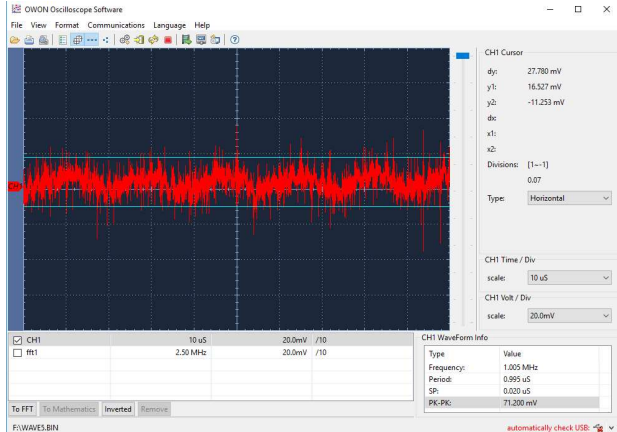 OWON Oscilloscope Software
File View Format Communications Language Help
CH1 Cursor
dy: 27.780 mV
y1: 16.527 mV
y2: -11.253 mV
dx:
x1:
x2:
Divisions: [1~-1]
0.07
Type: Horizontal
CH1
CH1 Time / Div
scale: 10 uS
CH1 Volt / Div
scale: 20.0mV
CH1 10 uS 20.0mV /10
fft1 2.50 MHz 20.0mV /10
To FFT To Mathematics Inverted Remove
CH1 WaveForm Info
Type Value
Frequency: 1.005 MHz
Period: 0.995 uS
SP: 0.020 uS
PK-PK: 71.200 mV
F:\WAVE5.BIN
automatically check USB: